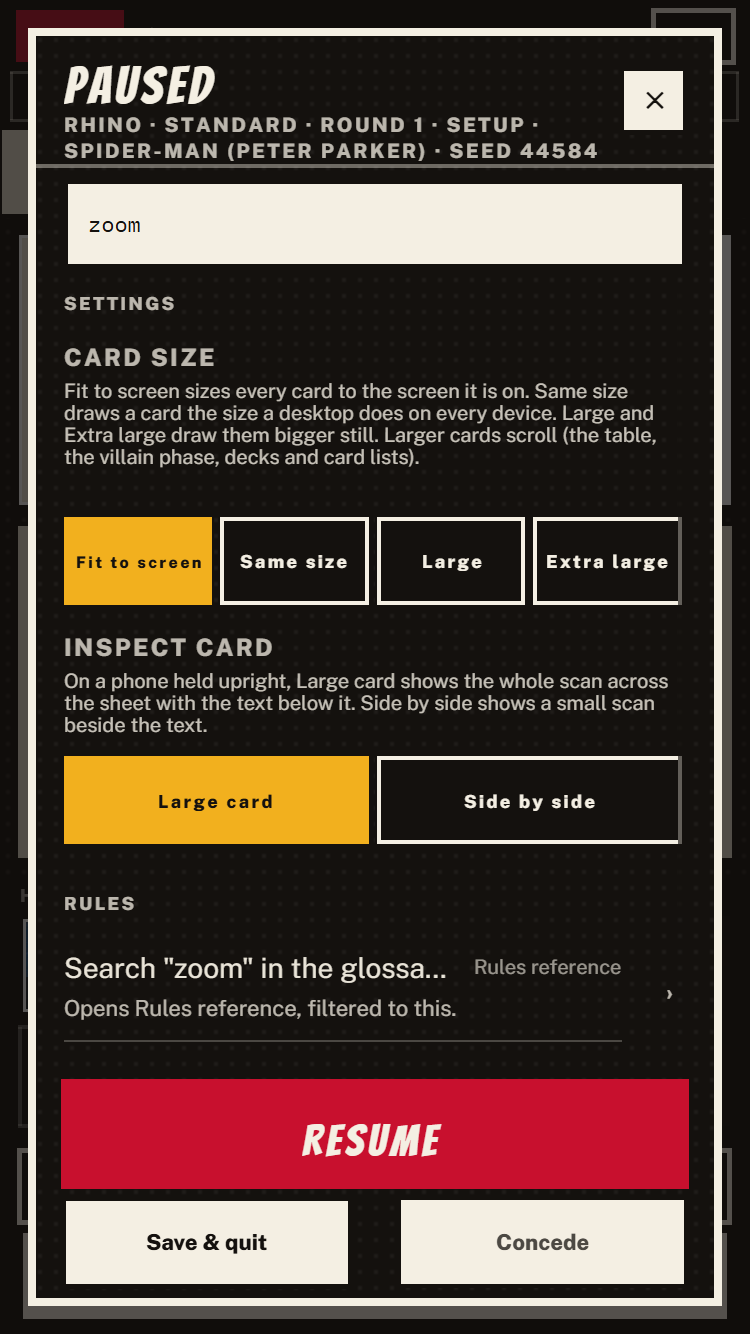 PAUSED
RHINO · STANDARD · ROUND 1 · SETUP ·
SPIDER-MAN (PETER PARKER) · SEED 44584
×
zoom
SETTINGS
CARD SIZE
Fit to screen sizes every card to the screen it is on. Same size
draws a card the size a desktop does on every device. Large and
Extra large draw them bigger still. Larger cards scroll (the table,
the villain phase, decks and card lists).
Fit to screen
Same size
Large
Extra large
INSPECT CARD
On a phone held upright, Large card shows the whole scan across
the sheet with the text below it. Side by side shows a small scan
beside the text.
Large card
Side by side
RULES
Search "zoom" in the glossa... Rules reference
Opens Rules reference, filtered to this.
›
RESUME
Save & quit
Concede